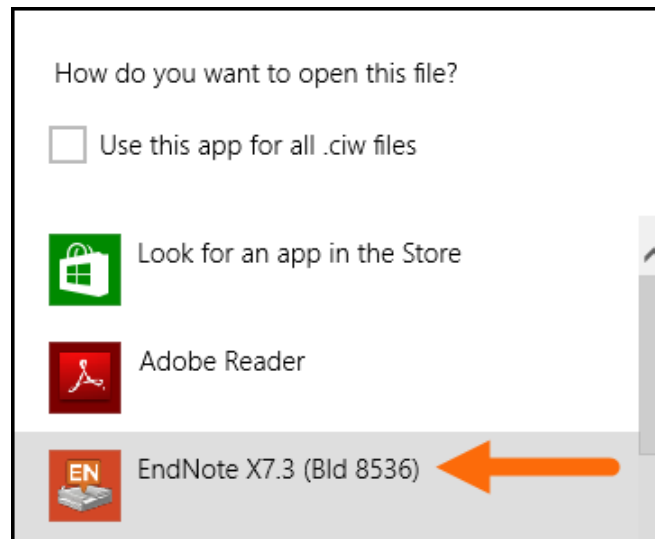 How do you want to open this file?
Use this app for all .ciw files
Look for an app in the Store
Adobe Reader
EN
EndNote X7.3 (Bld 8536)